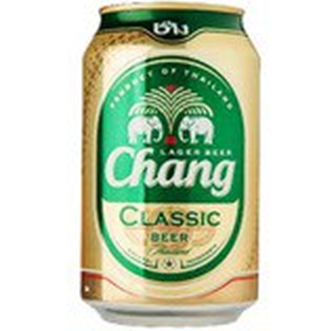 ช้าง
PRODUCT OF THAILAND
LAGER BEER
Chang
CLASSIC
BEER